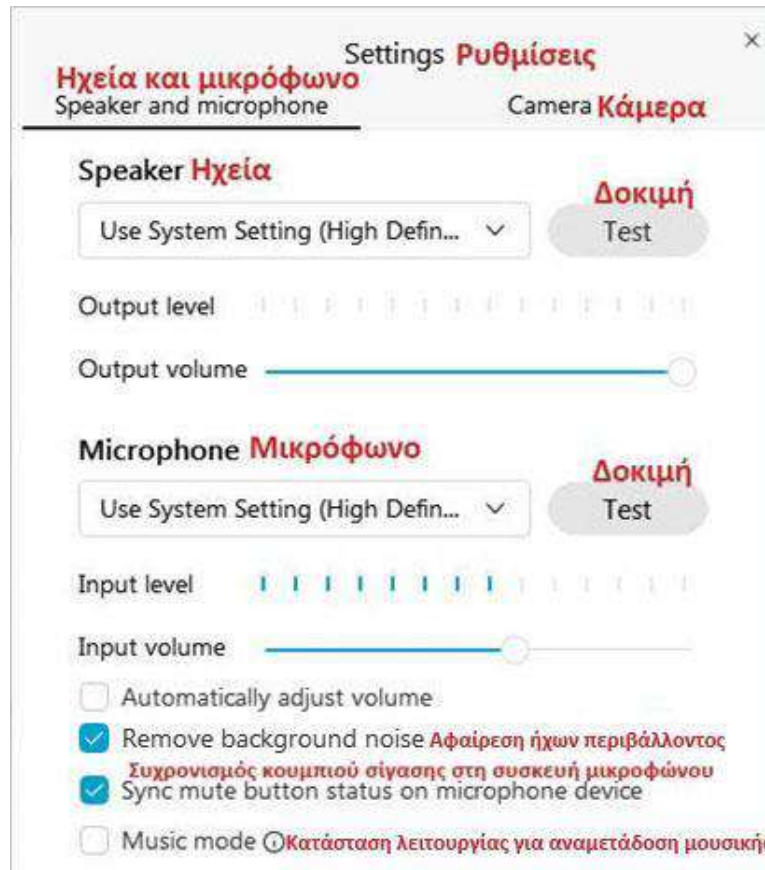 Settings Ρυθμίσεις
Ηχεία και μικρόφωνο
Speaker and microphone
Camera Κάμερα
Speaker Ηχεία
Δοκιμή
Use System Setting (High Defin...
Test
Output level
Output volume
Microphone Μικρόφωνο
Δοκιμή
Use System Setting (High Defin...
Test
Input level
Input volume
Automatically adjust volume
Remove background noise Αφαίρεση ήχων περιβάλλοντος
Συχρονισμός κουμπιού σίγασης στη συσκευή μικροφώνου
Sync mute button status on microphone device
Music mode Κατάσταση λειτουργίας για αναμετάδοση μουσικής